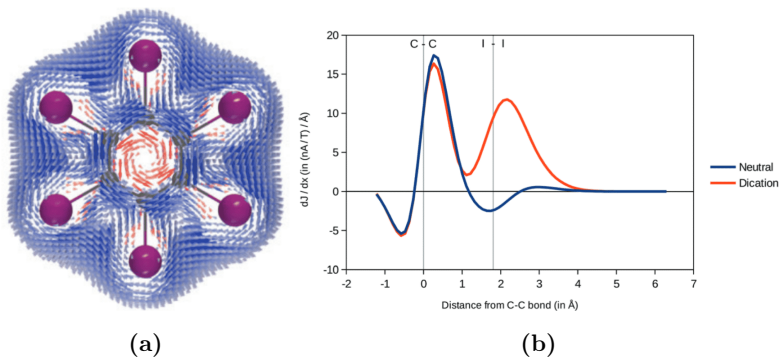 C - C
I - I
20
15
10
5
0
-5
-10
dJ / dx (in (nA / T) / Å)
-2 -1 0 1 2 3 4 5 6 7
Distance from C-C bond (in Å)
Neutral
Dication
(a)
(b)